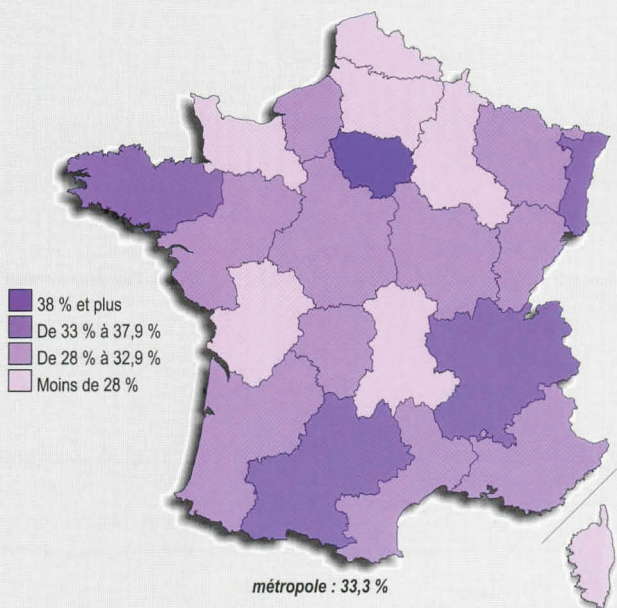 38 % et plus
De 33 % à 37,9 %
De 28 % à 32,9 %
Moins de 28 %
métropole : 33,3 %